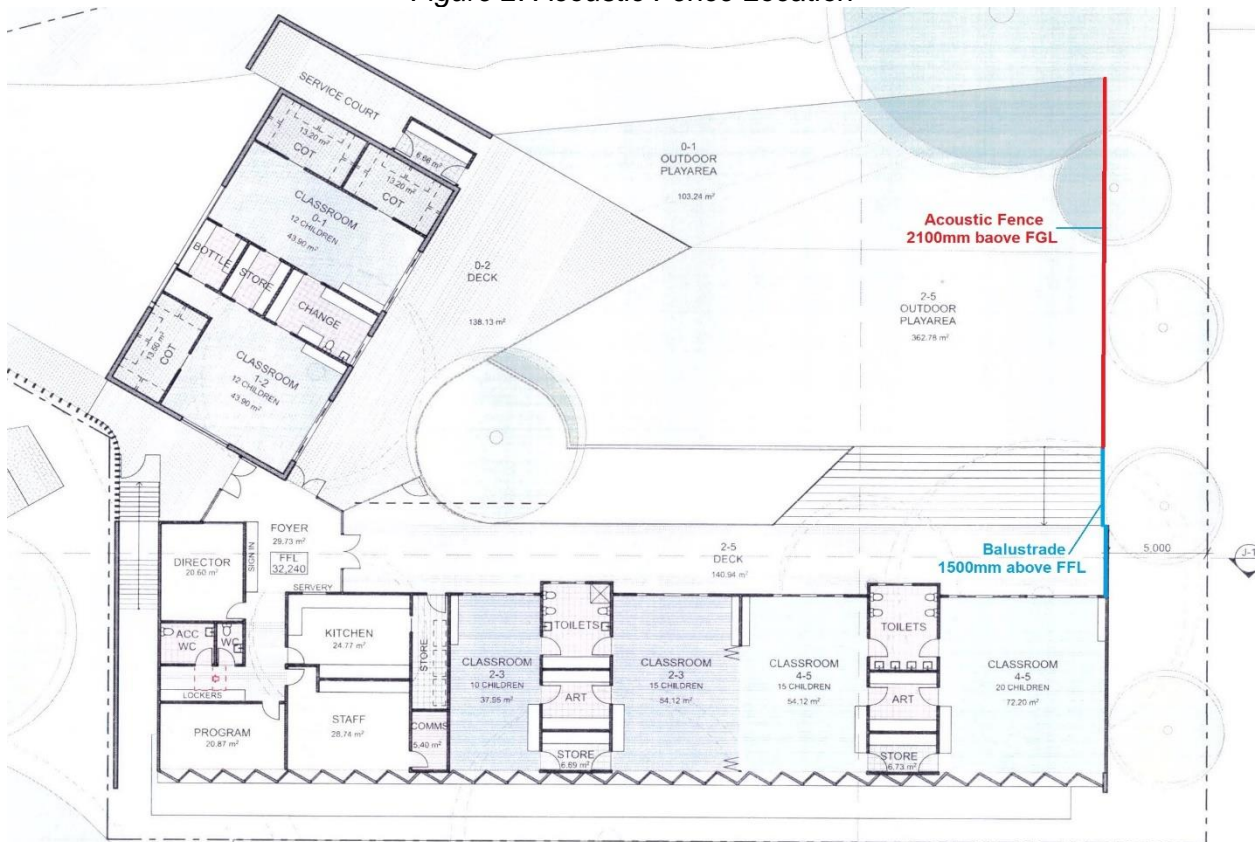 Figure 2: Acoustic Fence Location
SERVICE COURT
13.20 m²
COT
6.68 m²
13.20 m²
COT
CLASSROOM
0-1
12 CHILDREN
43.90 m²
BOTTLE
STORE
CHANGE
13.60 m²
COT
CLASSROOM
1-2
12 CHILDREN
43.90 m²
0-2
DECK
138.13 m²
0-1
OUTDOOR
PLAYAREA
103.24 m²
Acoustic Fence
2100mm baove FGL
2-5
OUTDOOR
PLAYAREA
362.78 m²
Balustrade
1500mm above FFL
5,000
J-1
FOYER
29.73 m²
FFL
32,240
SIGN IN
SERVERY
DIRECTOR
20.60 m²
2-5
DECK
140.94 m²
ACC
WC
WC
LOCKERS
PROGRAM
20.87 m²
KITCHEN
24.77 m²
STAFF
28.74 m²
STORE
COMMS
5.40 m²
CLASSROOM
2-3
10 CHILDREN
37.95 m²
TOILETS
ART
STORE
6.69 m²
CLASSROOM
2-3
15 CHILDREN
54.12 m²
CLASSROOM
4-5
15 CHILDREN
54.12 m²
TOILETS
ART
STORE
6.73 m²
CLASSROOM
4-5
20 CHILDREN
72.20 m²